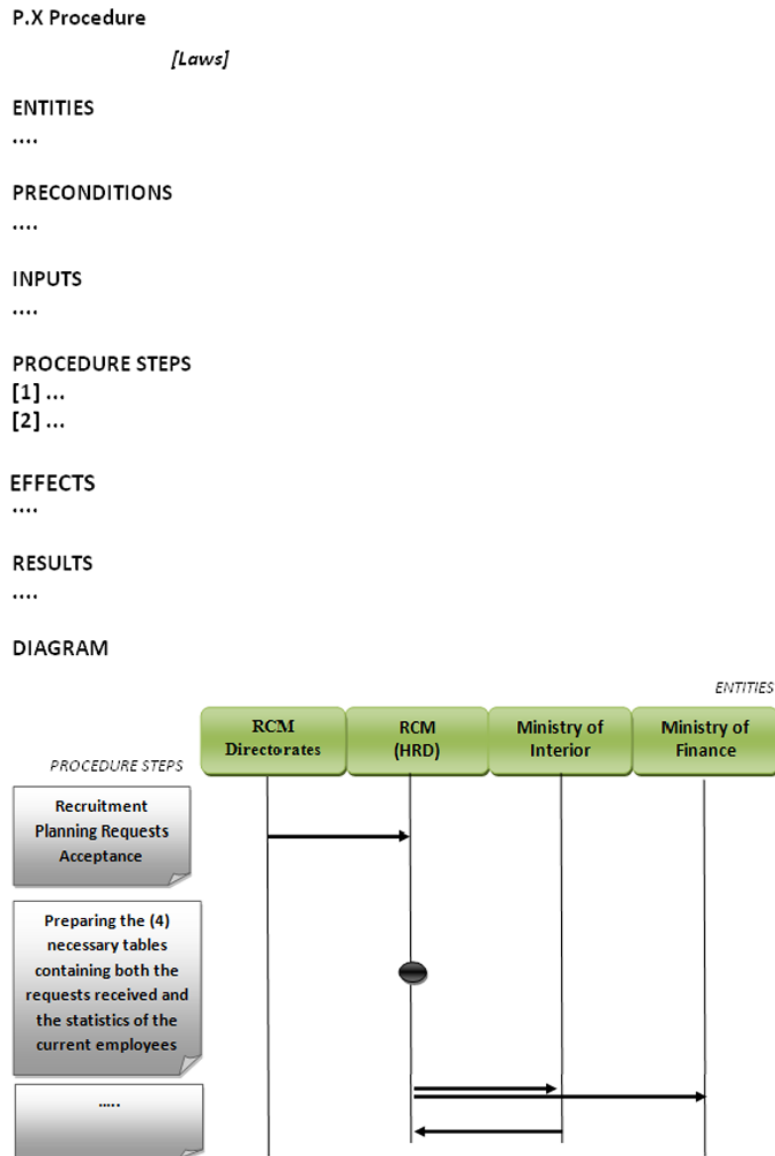 P.X Procedure
[Laws]
ENTITIES
....
PRECONDITIONS
....
INPUTS
....
PROCEDURE STEPS
[1] ...
[2] ...
EFFECTS
....
RESULTS
....
DIAGRAM
ENTITIES
RCM
Directorates
RCM
(HRD)
Ministry of
Interior
Ministry of
Finance
PROCEDURE STEPS
Recruitment
Planning Requests
Acceptance
Preparing the (4)
necessary tables
containing both the
requests received and
the statistics of the
current employees
.....